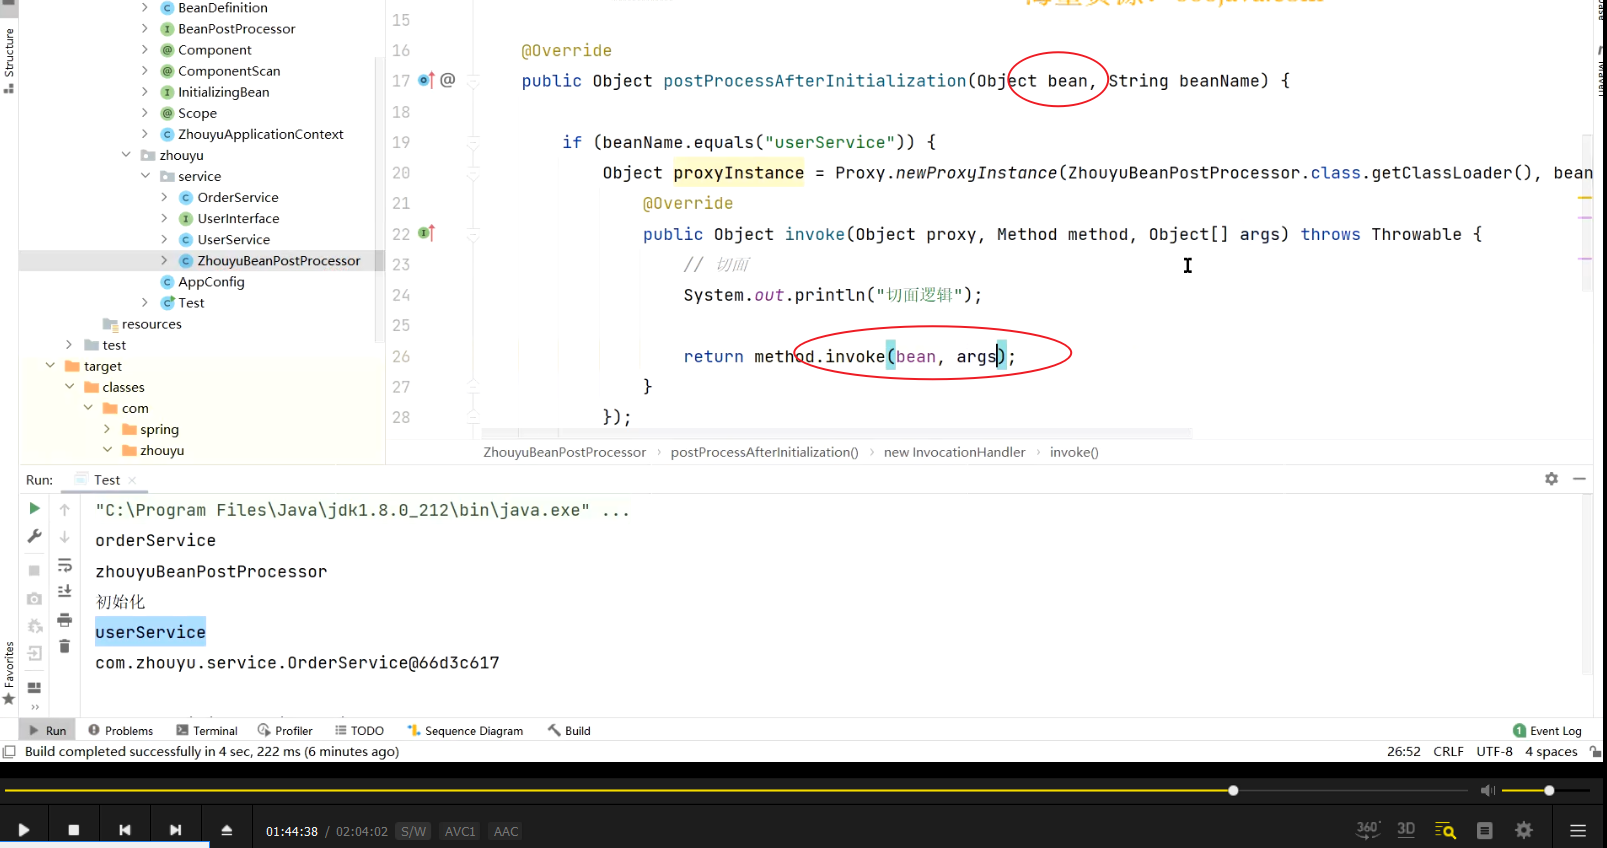 BeanDefinition
BeanPostProcessor
Component
ComponentScan
InitializingBean
Scope
ZhouyuApplicationContext
zhouyu
service
OrderService
UserInterface
UserService
ZhouyuBeanPostProcessor
AppConfig
Test
resources
test
target
classes
com
spring
zhouyu
Structure
Favorites
15
16 @Override
17 @ public Object postProcessAfterInitialization(Object bean, String beanName) {
18
19 if (beanName.equals("userService")) {
20 Object proxyInstance = Proxy.newProxyInstance(ZhouyuBeanPostProcessor.class.getClassLoader(), bean
21 @Override
22 public Object invoke(Object proxy, Method method, Object[] args) throws Throwable {
23 // 切面
24 System.out.println("切面逻辑");
25
26 return method.invoke(bean, args);
27 }
28 });
ZhouyuBeanPostProcessor › postProcessAfterInitialization() › new InvocationHandler › invoke()
Run: Test ×
"C:\Program Files\Java\jdk1.8.0_212\bin\java.exe" ...
orderService
zhouyuBeanPostProcessor
初始化
userService
com.zhouyu.service.OrderService@66d3c617
Run Problems Terminal Profiler TODO Sequence Diagram Build 1 Event Log
Build completed successfully in 4 sec, 222 ms (6 minutes ago) 26:52 CRLF UTF-8 4 spaces
01:44:38 / 02:04:02 S/W AVC1 AAC 360° 3D